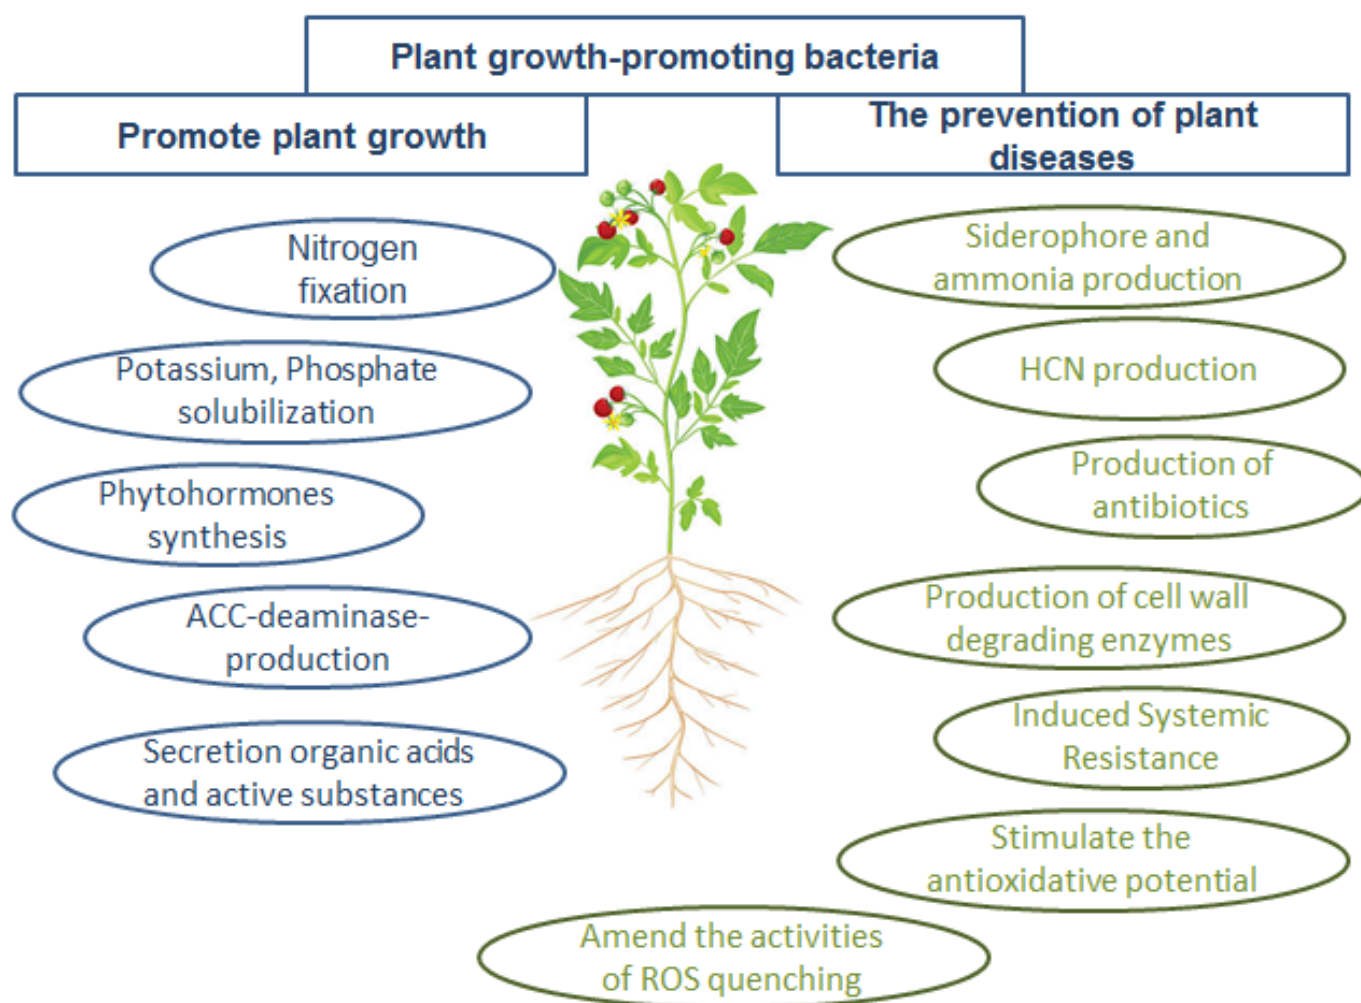 Plant growth-promoting bacteria
Promote plant growth
The prevention of plant
diseases
Nitrogen
fixation
Potassium, Phosphate
solubilization
Phytohormones
synthesis
ACC-deaminase-
production
Secretion organic acids
and active substances
Siderophore and
ammonia production
HCN production
Production of
antibiotics
Production of cell wall
degrading enzymes
Induced Systemic
Resistance
Stimulate the
antioxidative potential
Amend the activities
of ROS quenching